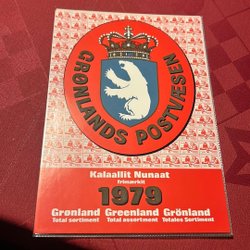 GRØNLANDS POSTVÆSEN
Kalaallit Nunaat
frimærkit
1979
Grønland Greenland Grönland
Total sortiment Total assortment Totales Sortiment